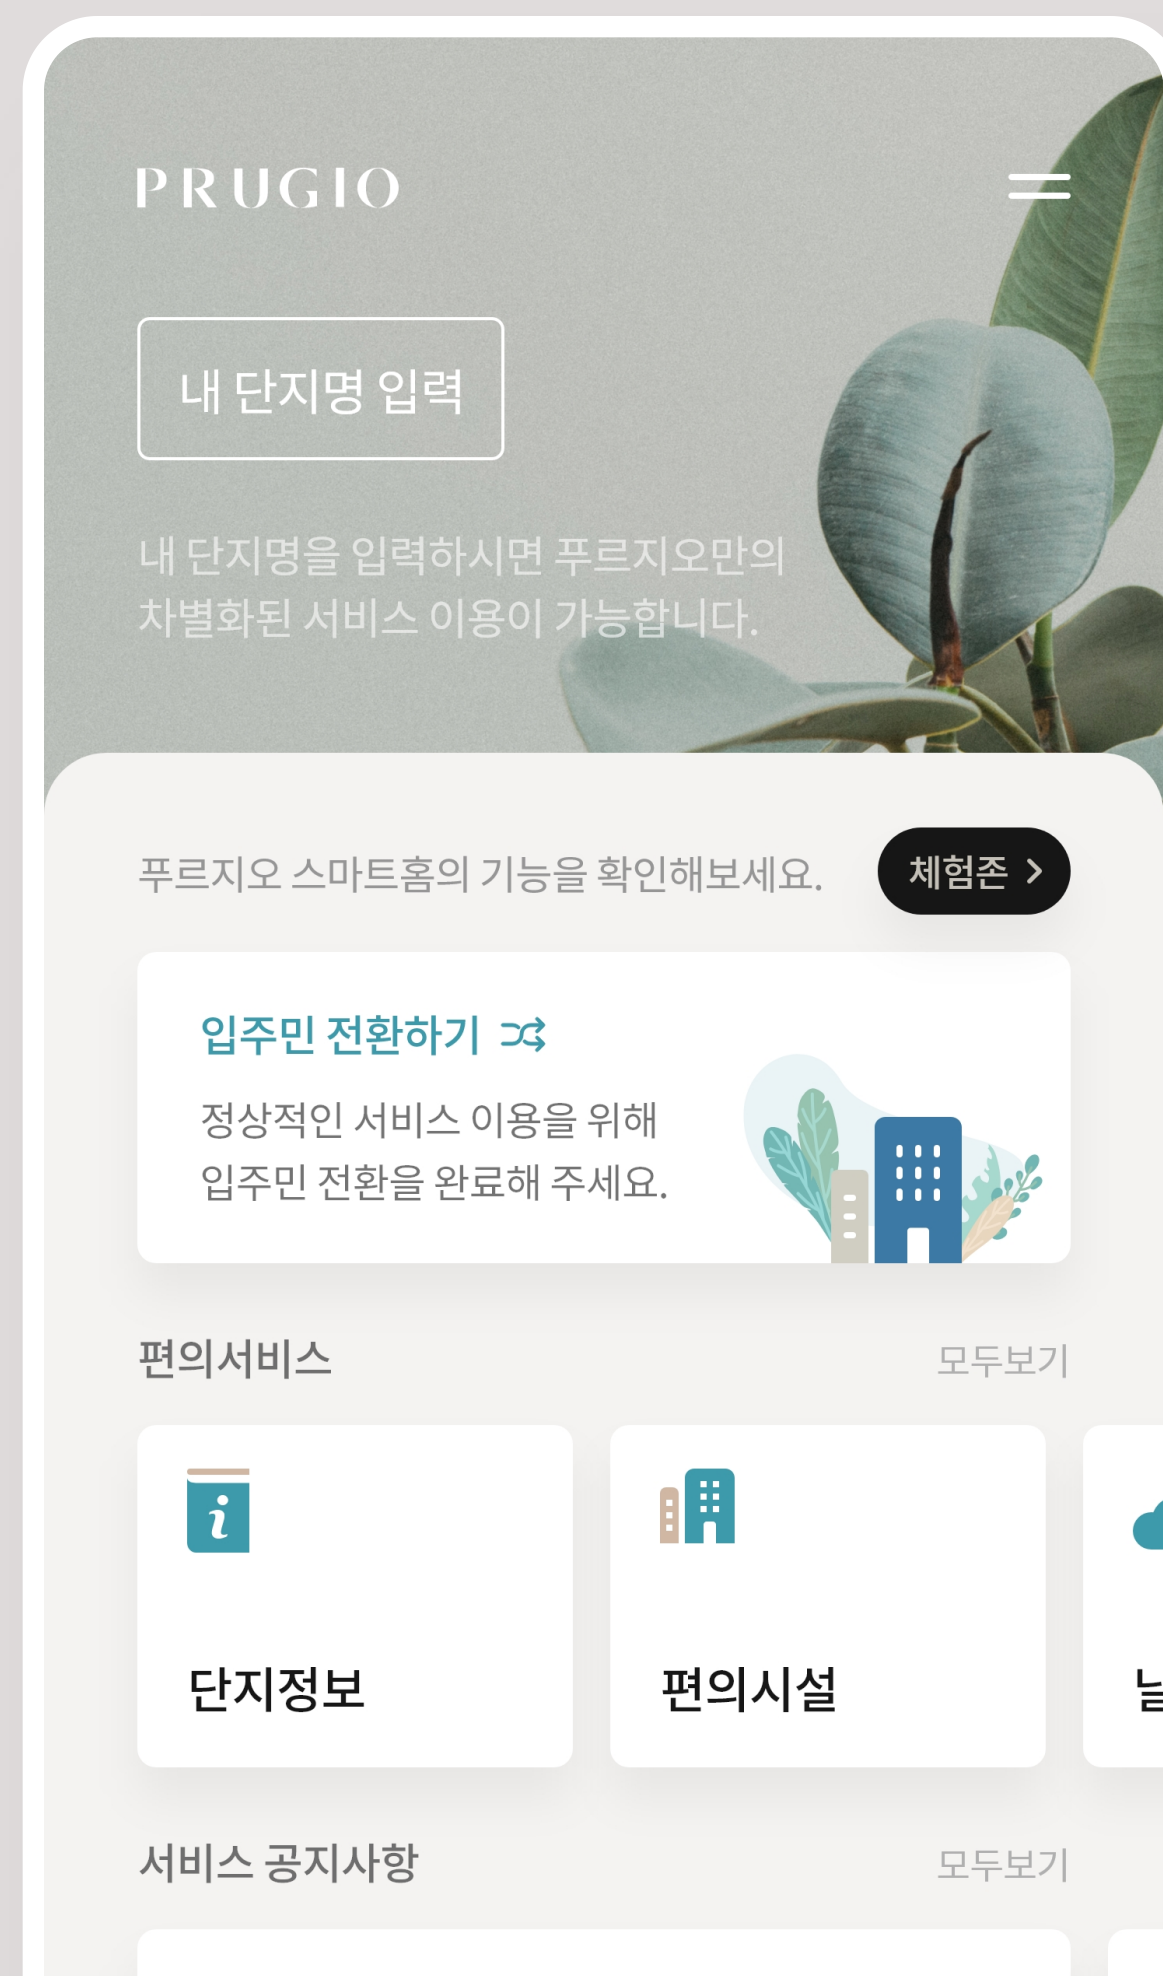 PRUGIO
내 단지명 입력
내 단지명을 입력하시면 푸르지오만의
차별화된 서비스 이용이 가능합니다.
푸르지오 스마트홈의 기능을 확인해보세요.
체험존
입주민 전환하기
정상적인 서비스 이용을 위해
입주민 전환을 완료해 주세요.
편의서비스
모두보기
i
단지정보
편의시설
서비스 공지사항
모두보기